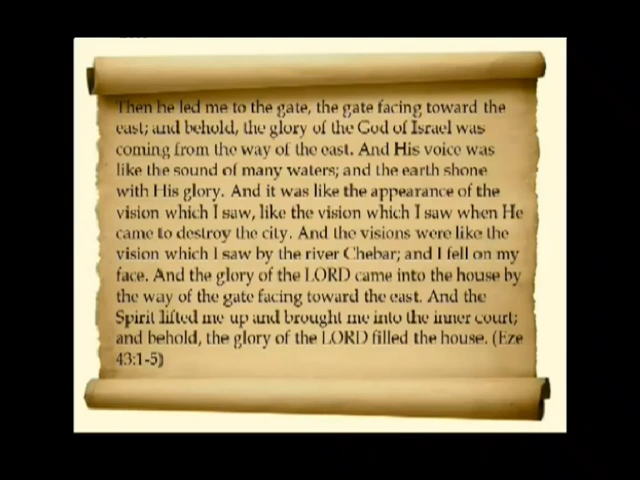 Then he led me to the gate, the gate facing toward the
east; and behold, the glory of the God of Israel was
coming from the way of the east. And His voice was
like the sound of many waters; and the earth shone
with His glory. And it was like the appearance of the
vision which I saw, like the vision which I saw when He
came to destroy the city. And the visions were like the
vision which I saw by the river Chebar; and I fell on my
face. And the glory of the LORD came into the house by
the way of the gate facing toward the east. And the
Spirit lifted me up and brought me into the inner court;
and behold, the glory of the LORD filled the house. (Eze
43:1-5)